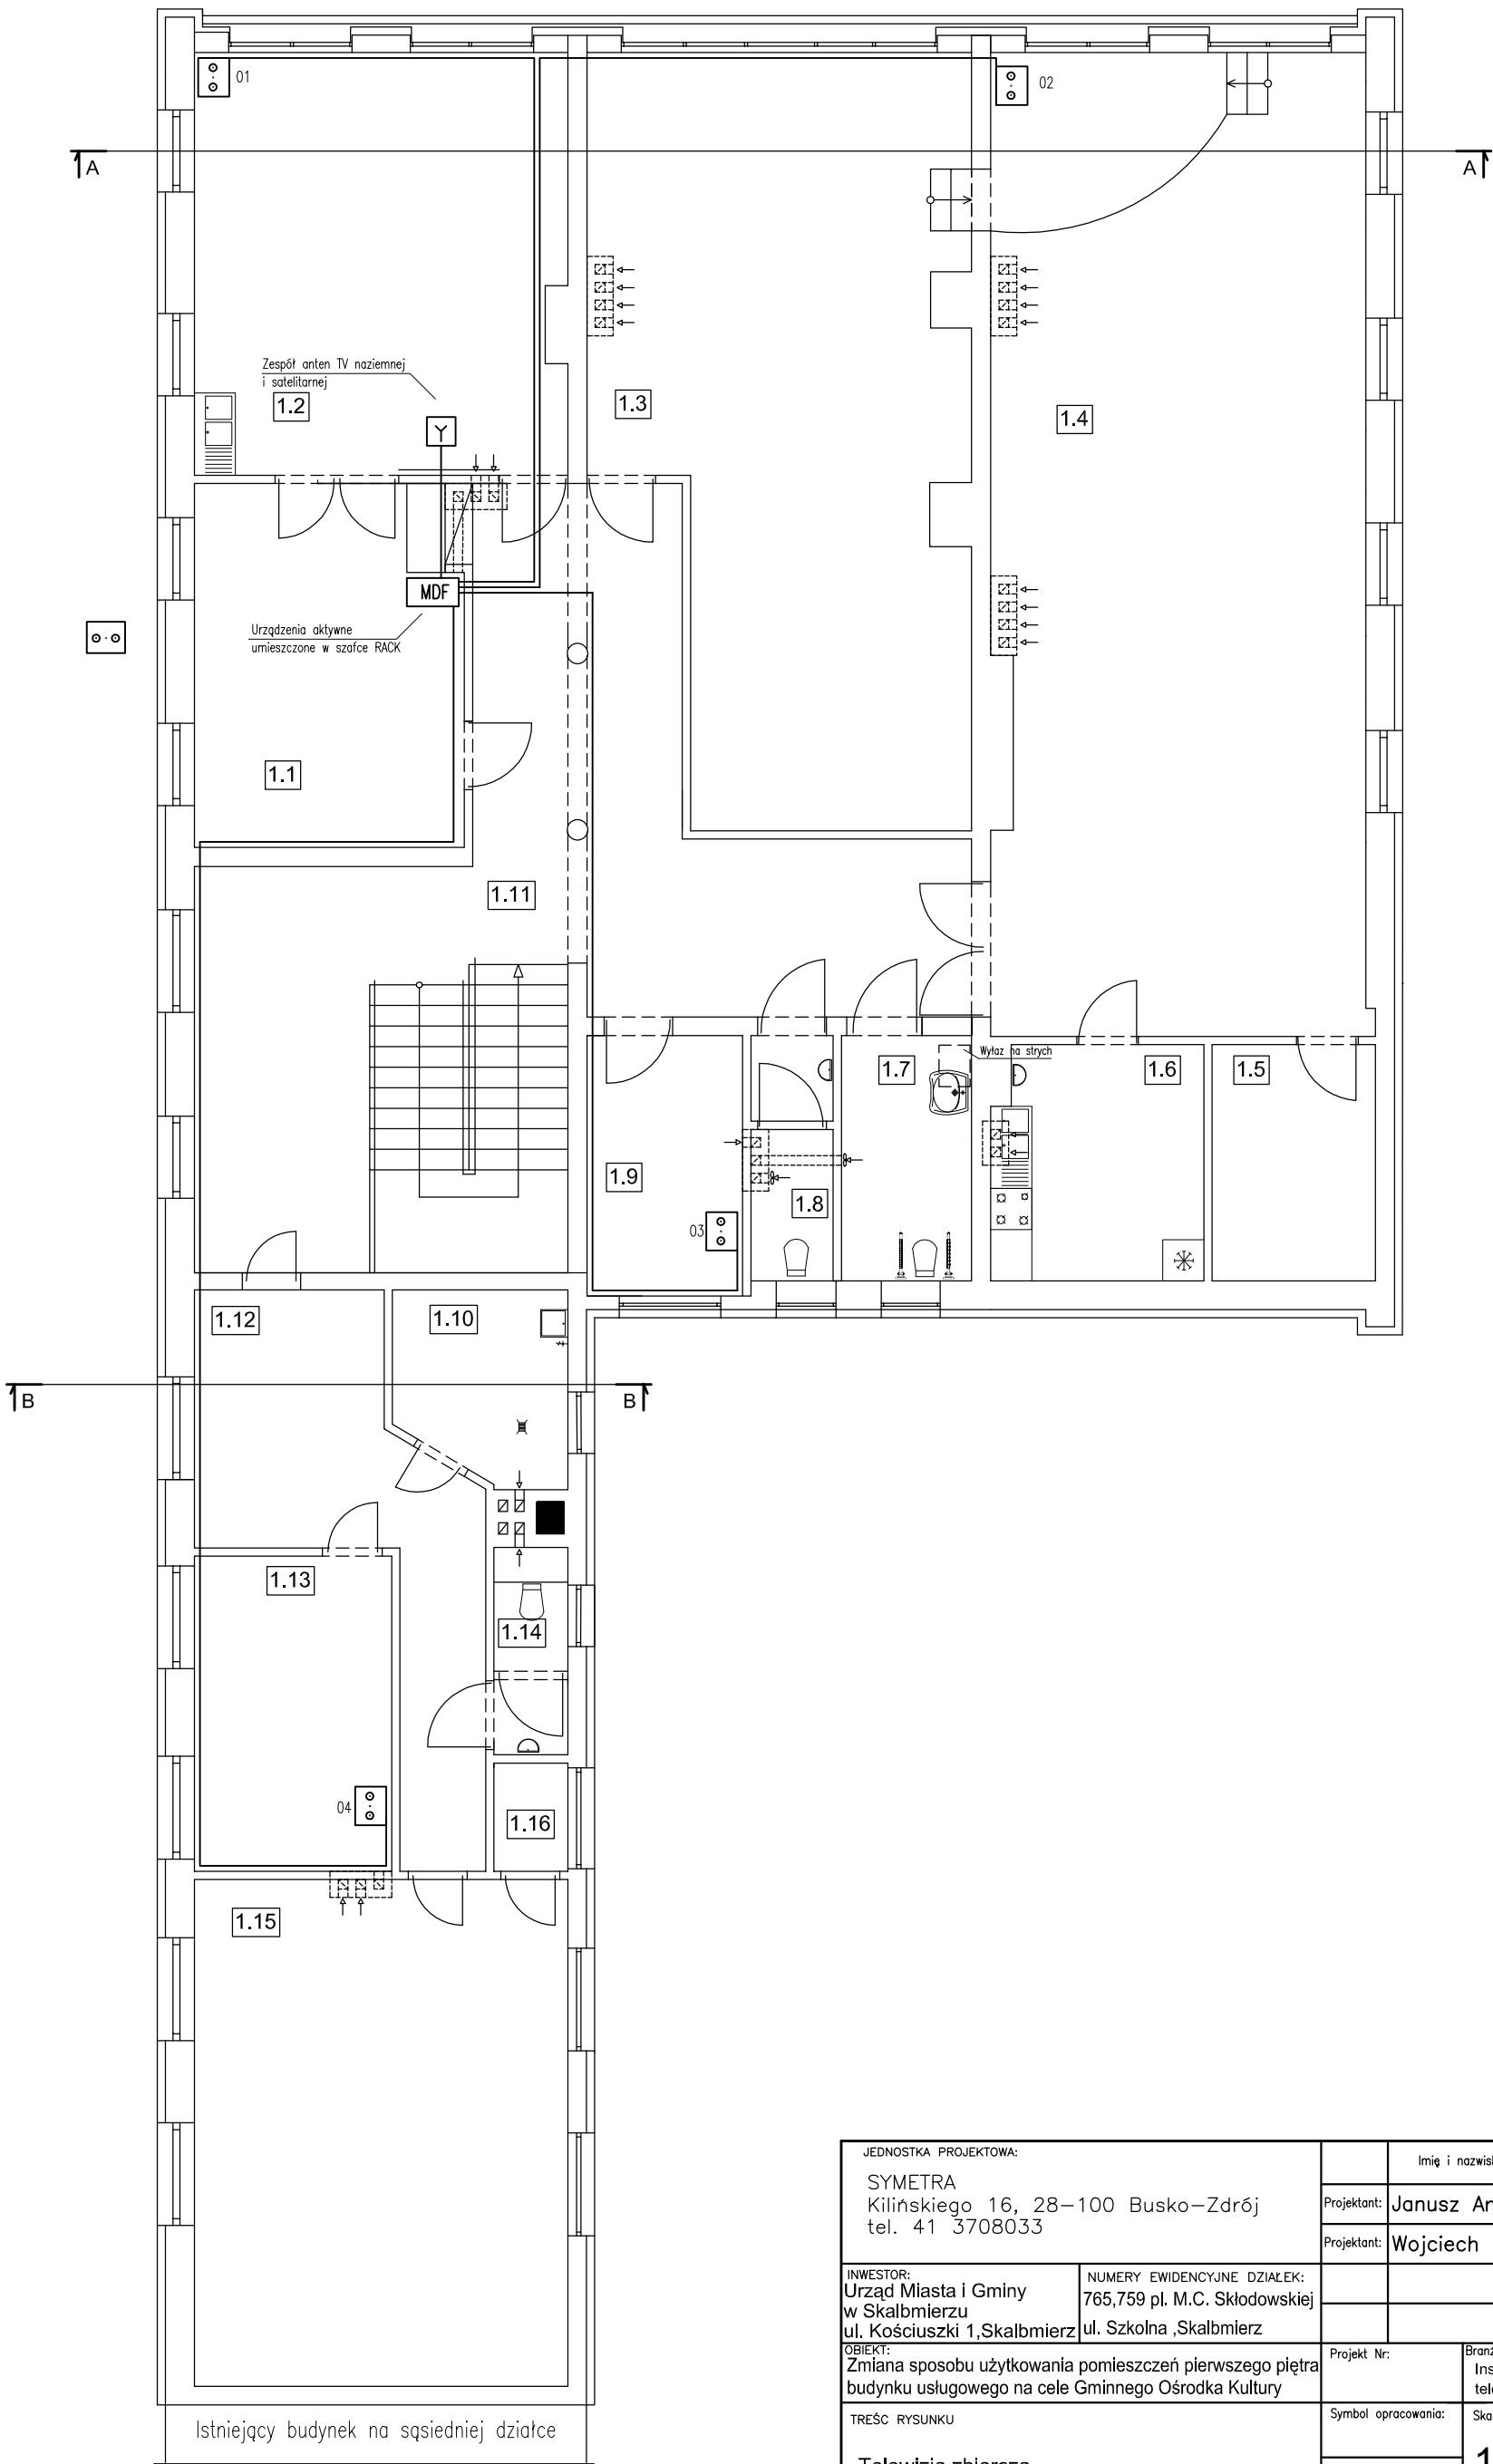 01
02
A
A
Zespół anten TV naziemnej
i satelitarnej
1.2
1.3
1.4
Y
MDF
Urządzenia aktywne
umieszczone w szafce RACK
1.1
1.11
Wyłaz na strych
1.7
1.6
1.5
1.9
1.8
03
1.12
1.10
B
B
1.13
1.14
04
1.16
1.15
Istniejący budynek na sąsiedniej działce
JEDNOSTKA PROJEKTOWA:
SYMETRA
Kilińskiego 16, 28-100 Busko-Zdrój
tel. 41 3708033
Projektant: Janusz
Projektant: Wojciech
Imię i
INWESTOR:
Urząd Miasta i Gminy
w Skalbmierzu
ul. Kościuszki 1,Skalbmierz
NUMERY EWIDENCYJNE DZIAŁEK:
765,759 pl. M.C. Skłodowskiej
ul. Szkolna ,Skalbmierz
OBIEKT:
Zmiana sposobu użytkowania pomieszczeń pierwszego piętra
budynku usługowego na cele Gminnego Ośrodka Kultury
Projekt Nr:
TREŚC RYSUNKU
Symbol opracowania: